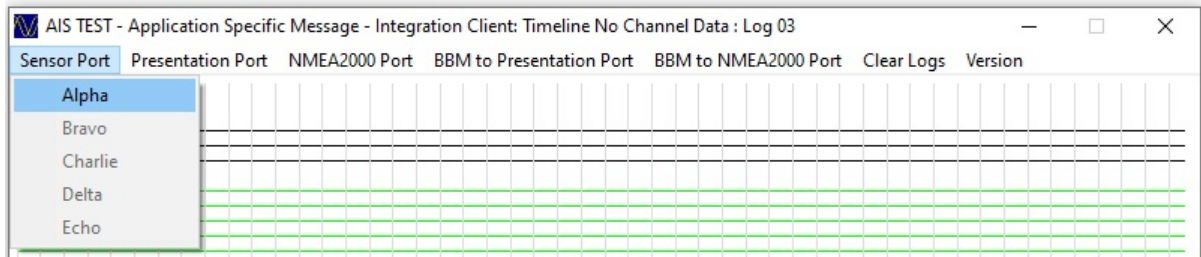 AIS TEST - Application Specific Message - Integration Client: Timeline No Channel Data : Log 03
Sensor Port Presentation Port NMEA2000 Port BBM to Presentation Port BBM to NMEA2000 Port Clear Logs Version
Alpha
Bravo
Charlie
Delta
Echo